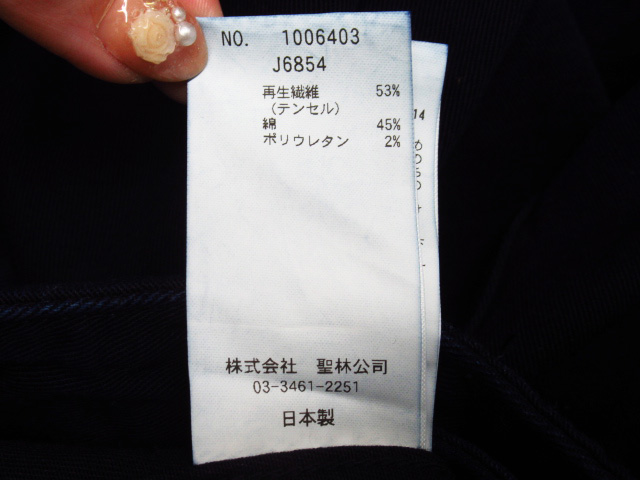 NO. 1006403
J6854
再生繊維 53%
(テンセル)
綿 45%
ポリウレタン 2%
株式会社 聖林公司
03-3461-2251
日本製
14